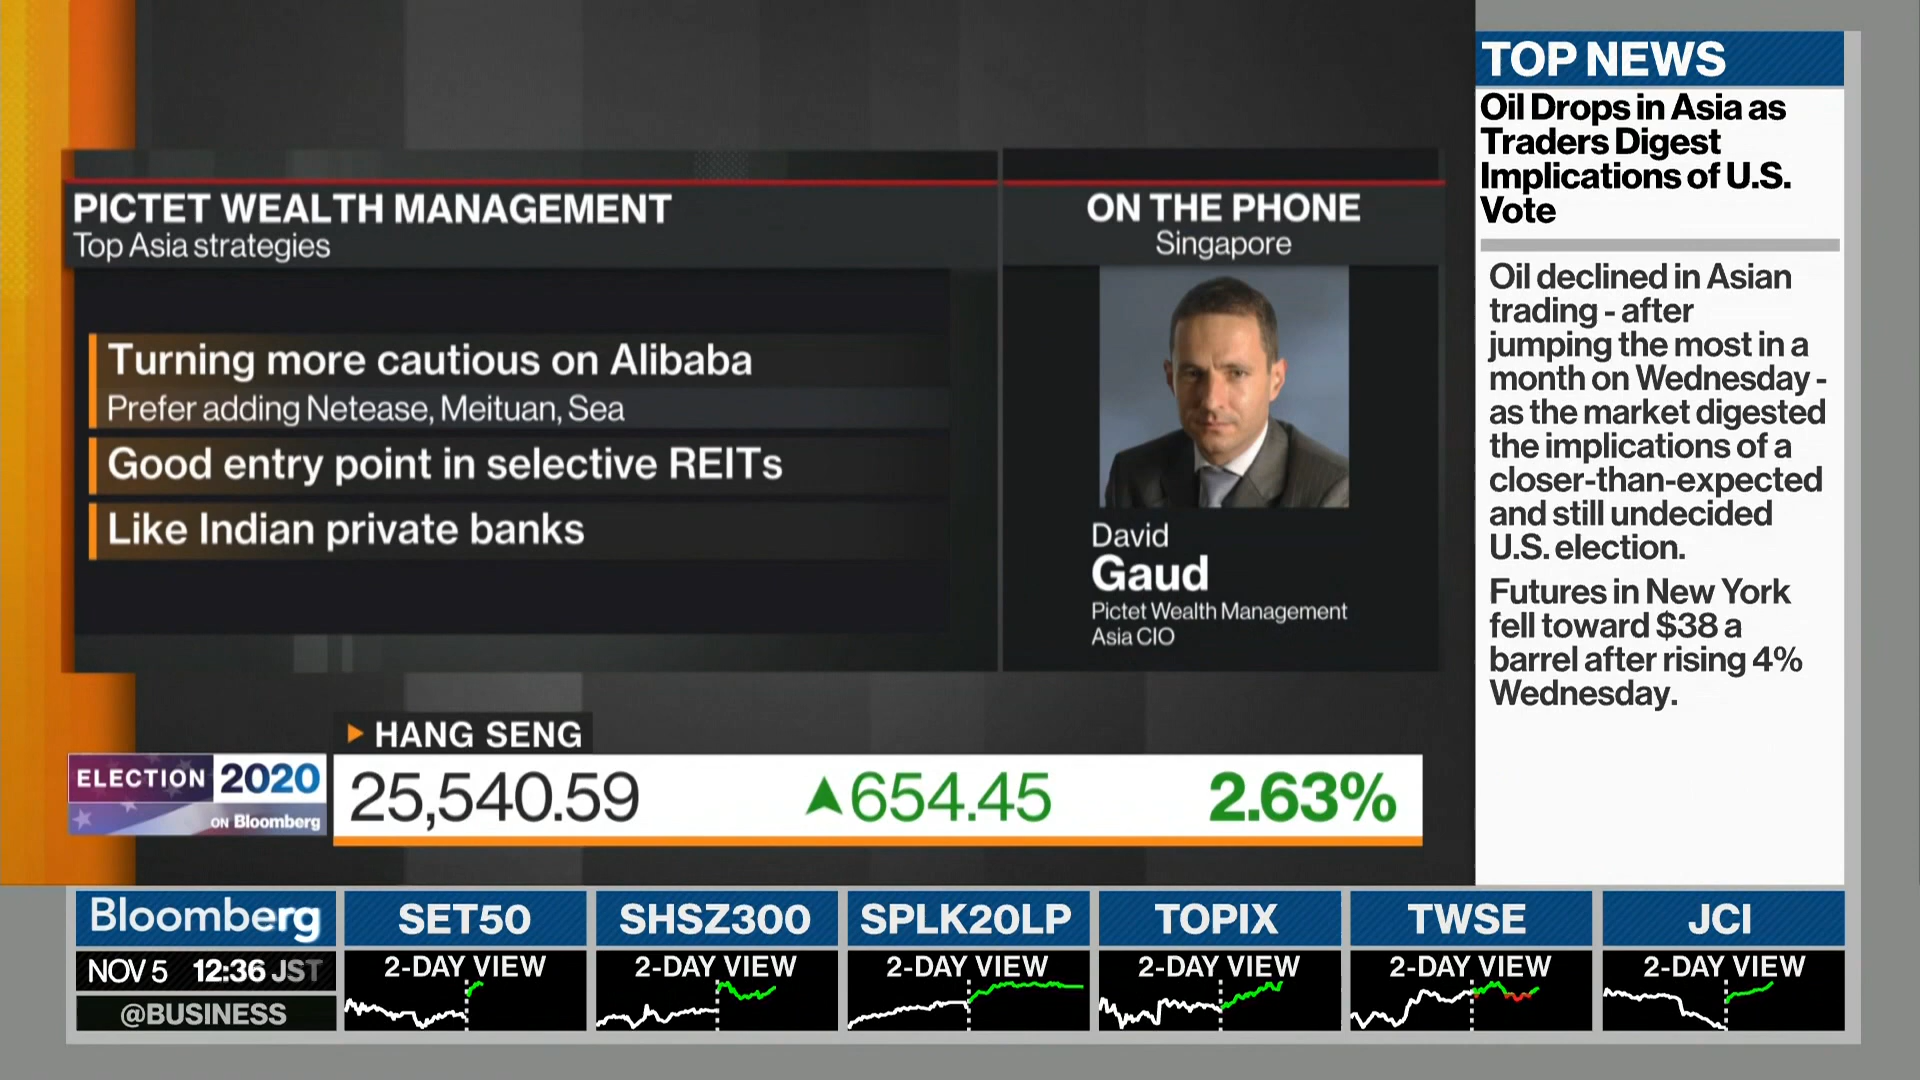 PICTET WEALTH MANAGEMENT
Top Asia strategies
Turning more cautious on Alibaba
Prefer adding Netease, Meituan, Sea
Good entry point in selective REITs
Like Indian private banks
ON THE PHONE
Singapore
David
Gaud
Pictet Wealth Management
Asia CIO
TOP NEWS
Oil Drops in Asia as
Traders Digest
Implications of U.S.
Vote
Oil declined in Asian
trading - after
jumping the most in a
month on Wednesday -
as the market digested
the implications of a
closer-than-expected
and still undecided
U.S. election.
Futures in New York
fell toward $38 a
barrel after rising 4%
Wednesday.
HANG SENG
ELECTION 2020
ON Bloomberg
25,540.59 ▲654.45 2.63%
Bloomberg
NOV 5 12:36 JST
@BUSINESS
SET50
2-DAY VIEW
SHSZ300
2-DAY VIEW
SPLK20LP
2-DAY VIEW
TOPIX
2-DAY VIEW
TWSE
2-DAY VIEW
JCI
2-DAY VIEW